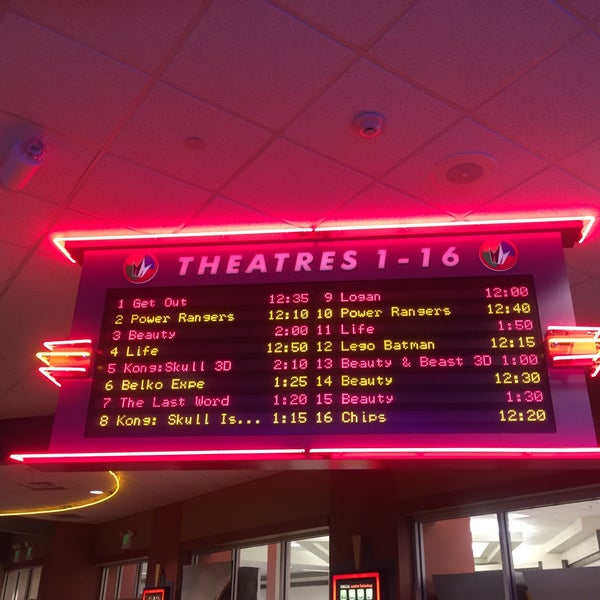 THEATRES 1-16
1 Get Out 12:35 9 Logan 12:00
2 Power Rangers 12:10 10 Power Rangers 12:40
3 Beauty 2:00 11 Life 1:50
4 Life 12:50 12 Lego Batman 12:15
5 Kong:Skull 3D 2:10 13 Beauty & Beast 3D 1:00
6 Belko Expe 1:25 14 Beauty 12:30
7 The Last Word 1:20 15 Beauty 1:30
8 Kong: Skull Is... 1:15 16 Chips 12:20